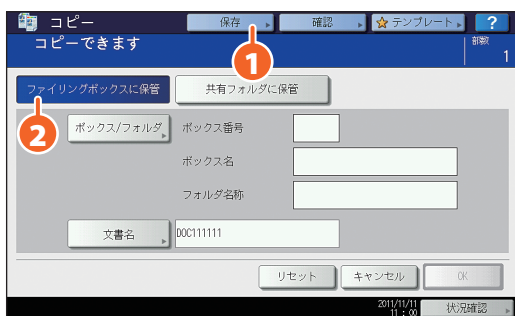 コピー 保存 確認 テンプレート ?
コピーできます 部数 1
1
ファイリングボックスに保管 共有フォルダに保管
2
ボックス/フォルダ ボックス番号
ボックス名
フォルダ名称
文書名 DOC111111
リセット キャンセル OK
2011/11/11
11:00 状況確認